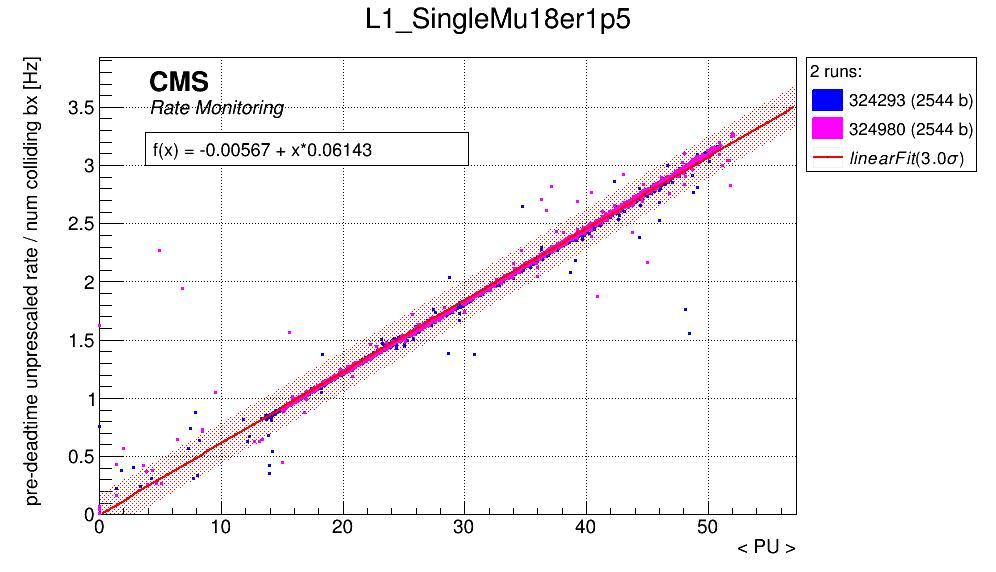 L1_SingleMu18er1p5
pre-deadtime unprescaled rate / num colliding bx [Hz]
CMS
Rate Monitoring
f(x) = -0.00567 + x*0.06143
3.5
3
2.5
2
1.5
1
0.5
0
0 10 20 30 40 50
< PU >
2 runs:
324293 (2544 b)
324980 (2544 b)
linearFit(3.0σ)